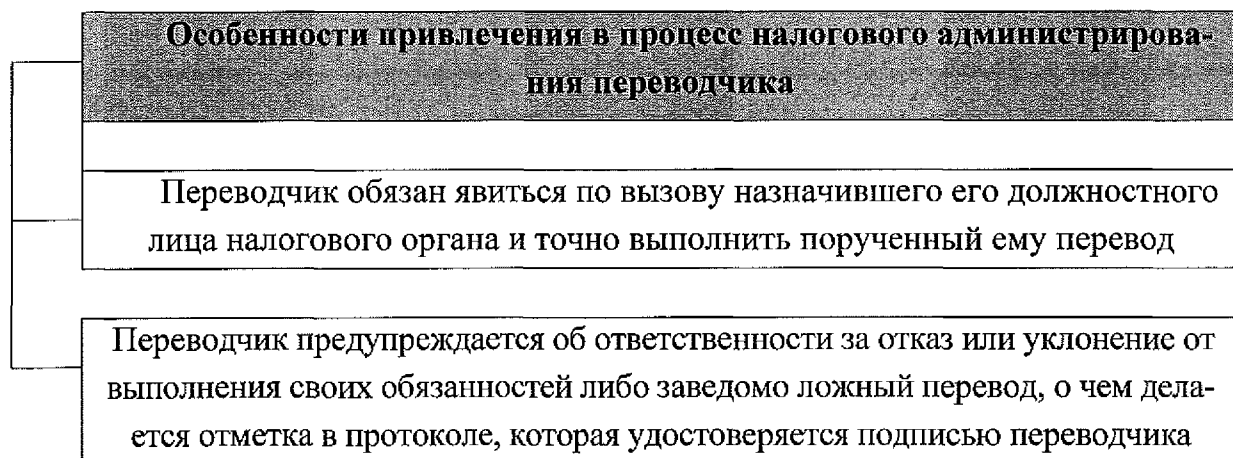 Особенности привлечения в процесс налогового администрирова-
ния переводчика
Переводчик обязан явиться по вызову назначившего его должностного
лица налогового органа и точно выполнить порученный ему перевод
Переводчик предупреждается об ответственности за отказ или уклонение от
выполнения своих обязанностей либо заведомо ложный перевод, о чем дела-
ется отметка в протоколе, которая удостоверяется подписью переводчика